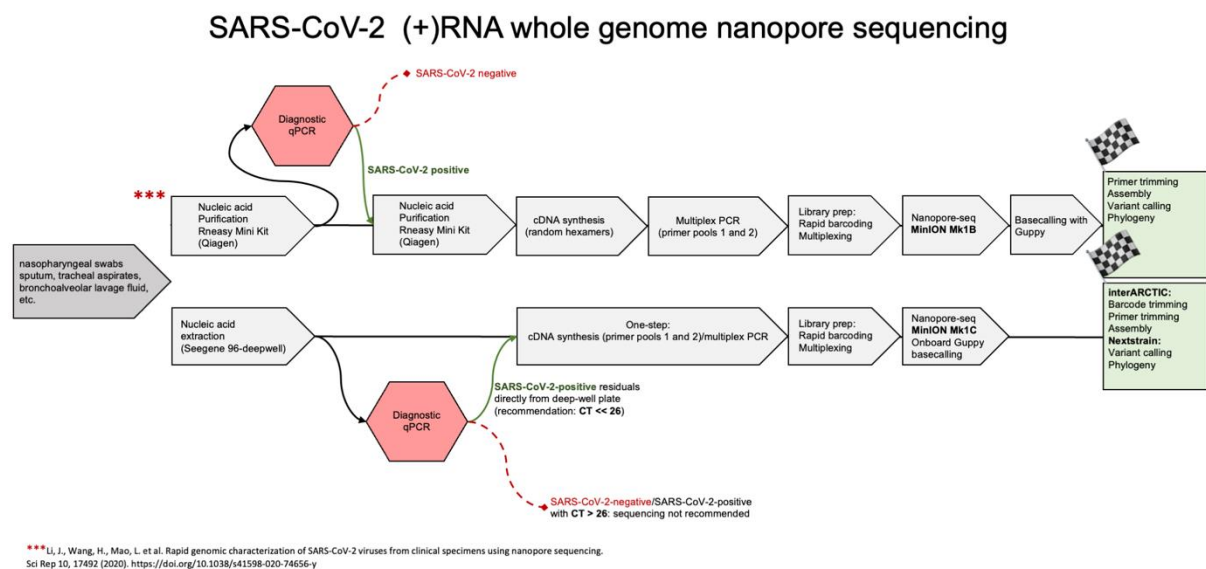 SARS-CoV-2 (+)RNA whole genome nanopore sequencing
SARS-CoV-2 negative
Diagnostic
qPCR
SARS-CoV-2 positive
***
Nucleic acid
Purification
Rneasy Mini Kit
(Qiagen)
Nucleic acid
Purification
Rneasy Mini Kit
(Qiagen)
cDNA synthesis
(random hexamers)
Multiplex PCR
(primer pools 1 and 2)
Library prep:
Rapid barcoding
Multiplexing
Nanopore-seq
MinION Mk1B
Basecalling with
Guppy
Primer trimming
Assembly
Variant calling
Phylogeny
nasopharyngeal swabs
sputum, tracheal aspirates,
bronchoalveolar lavage fluid,
etc.
Nucleic acid
extraction
(Seegene 96-deepwell)
One-step:
cDNA synthesis (primer pools 1 and 2)/multiplex PCR
Library prep:
Rapid barcoding
Multiplexing
Nanopore-seq
MinION Mk1C
Onboard Guppy
basecalling
interARCTIC:
Barcode trimming
Primer trimming
Assembly
Nextstrain:
Variant calling
Phylogeny
Diagnostic
qPCR
SARS-CoV-2-positive residuals
directly from deep-well plate
(recommendation: CT << 26)
SARS-CoV-2-negative/SARS-CoV-2-positive
with CT > 26: sequencing not recommended
***Li, J., Wang, H., Mao, L. et al. Rapid genomic characterization of SARS-CoV-2 viruses from clinical specimens using nanopore sequencing.
Sci Rep 10, 17492 (2020). https://doi.org/10.1038/s41598-020-74656-y